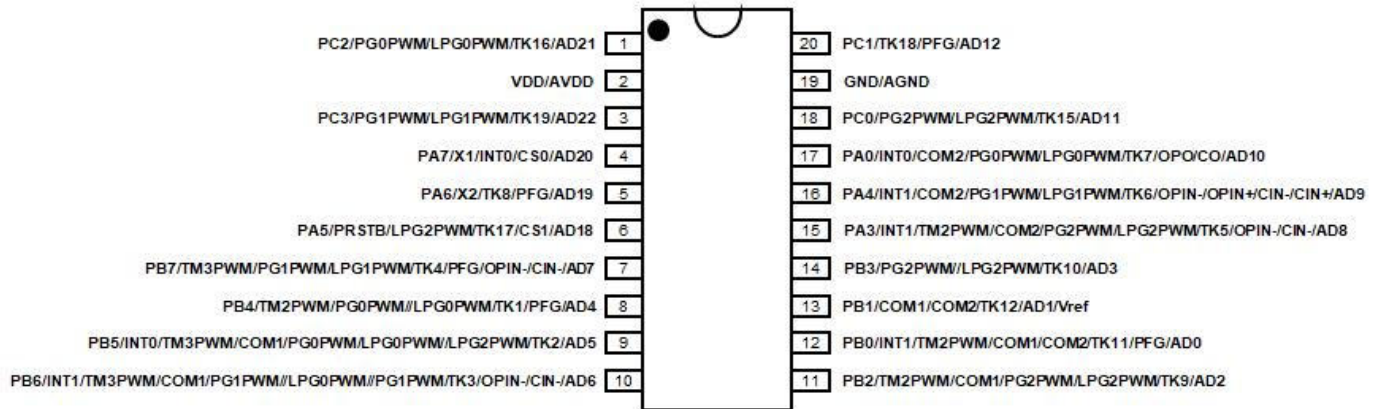 PC2/PG0PWM/LPG0PWM/TK16/AD21 1 20 PC1/TK18/PFG/AD12
VDD/AVDD 2 19 GND/AGND
PC3/PG1PWM/LPG1PWM/TK19/AD22 3 18 PC0/PG2PWM/LPG2PWM/TK15/AD11
PA7/X1/INT0/CS0/AD20 4 17 PA0/INT0/COM2/PG0PWM/LPG0PWM/TK7/OPO/CO/AD10
PA6/X2/TK8/PFG/AD19 5 16 PA4/INT1/COM2/PG1PWM/LPG1PWM/TK6/OPIN-/OPIN+/CIN-/CIN+/AD9
PA5/PRSTB/LPG2PWM/TK17/CS1/AD18 6 15 PA3/INT1/TM2PWM/COM2/PG2PWM/LPG2PWM/TK5/OPIN-/CIN-/AD8
PB7/TM3PWM/PG1PWM/LPG1PWM/TK4/PFG/OPIN-/CIN-/AD7 7 14 PB3/PG2PWM//LPG2PWM/TK10/AD3
PB4/TM2PWM/PG0PWM//LPG0PWM/TK1/PFG/AD4 8 13 PB1/COM1/COM2/TK12/AD1/Vref
PB5/INT0/TM3PWM/COM1/PG0PWM/LPG0PWM//LPG2PWM/TK2/AD5 9 12 PB0/INT1/TM2PWM/COM1/COM2/TK11/PFG/AD0
PB6/INT1/TM3PWM/COM1/PG1PWM//LPG0PWM//PG1PWM/TK3/OPIN-/CIN-/AD6 10 11 PB2/TM2PWM/COM1/PG2PWM/LPG2PWM/TK9/AD2